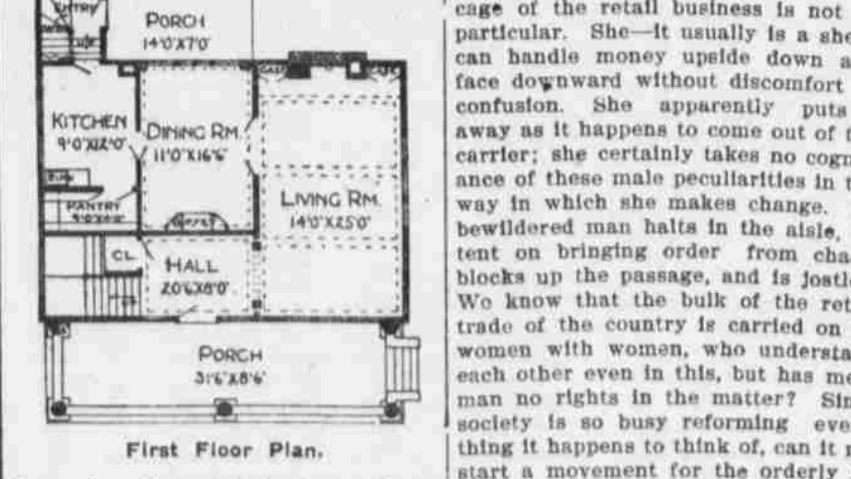 ENTRY
PORCH
14'0"X7'0"
KITCHEN
9'0"X12'0"
DINING RM.
11'0"X16'6"
LIVING RM.
14'0"X25'0"
PANTRY
CL.
HALL
20'6"X8'0"
PORCH
31'6"X8'6"
First Floor Plan.
cage of the retail business is not
particular. She—it usually is a she
can handle money upside down
face downward without discomfort
confusion. She apparently puts
away as it happens to come out of
carrier; she certainly takes no cogn
ance of these male peculiarities in
way in which she makes change.
bewildered man halts in the aisle,
tent on bringing order from cha
blocks up the passage, and is jostl
We know that the bulk of the ret
trade of the country is carried on
women with women, who understa
each other even in this, but has me
man no rights in the matter? Sin
society is so busy reforming eve
thing it happens to think of, can it
start a movement for the orderly